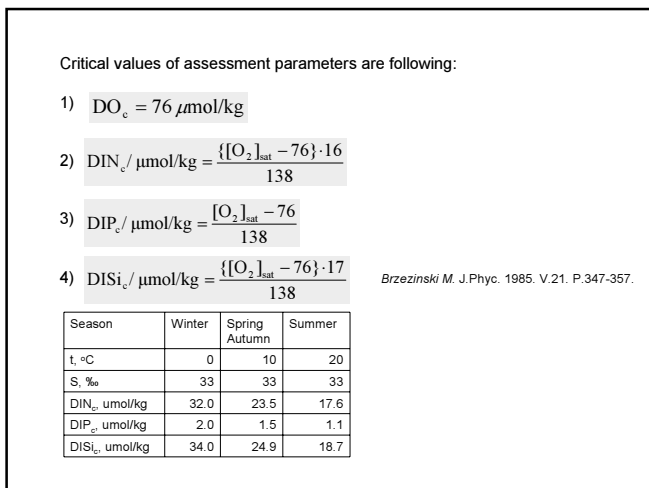 Critical values of assessment parameters are following:
1) DO_c = 76 μmol/kg
2) DIN_c / μmol/kg = {[O_2]_sat − 76}·16 / 138
3) DIP_c / μmol/kg = [O_2]_sat − 76 / 138
4) DISi_c / μmol/kg = {[O_2]_sat − 76}·17 / 138 Brzezinski M. J.Phyc. 1985. V.21. P.347-357.
Season Winter Spring Autumn Summer
t, ºC 0 10 20
S, ‰ 33 33 33
DIN_c, umol/kg 32.0 23.5 17.6
DIP_c, umol/kg 2.0 1.5 1.1
DISi_c, umol/kg 34.0 24.9 18.7